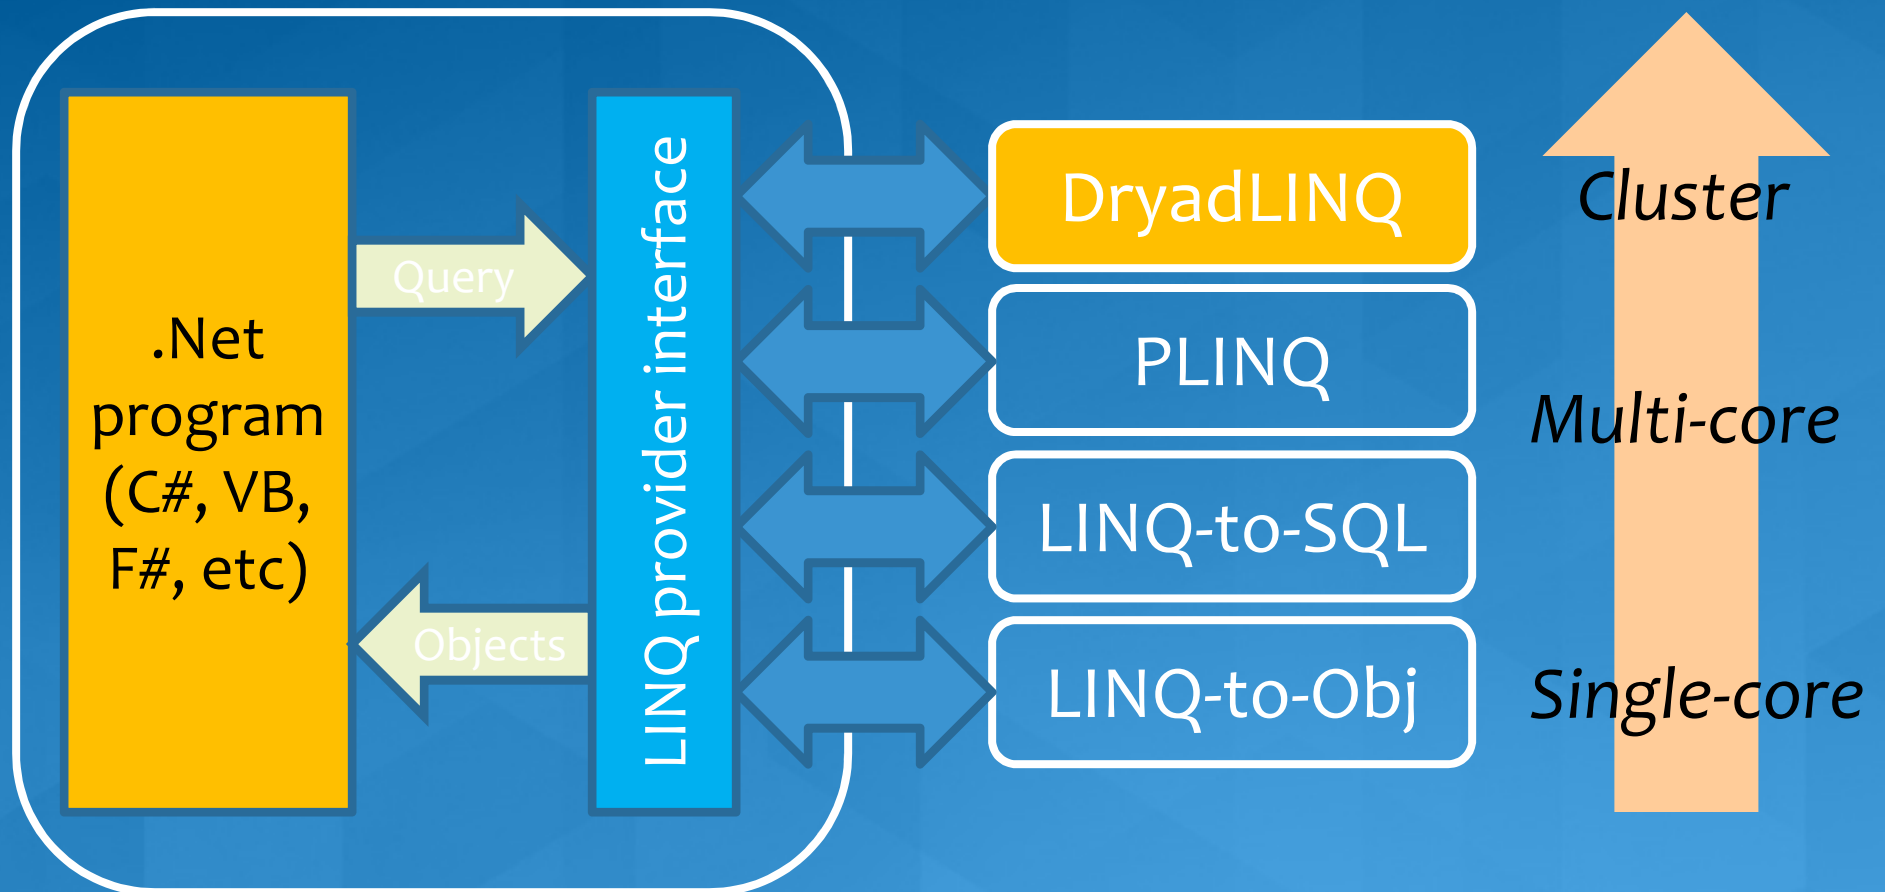 .Net
program
(C#, VB,
F#, etc)
Query
Objects
LINQ provider interface
DryadLINQ
PLINQ
LINQ-to-SQL
LINQ-to-Obj
Cluster
Multi-core
Single-core